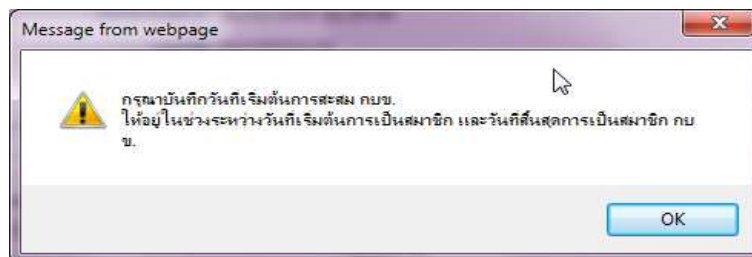 Message from webpage
กรุณาบันทึกวันที่เริ่มต้นการสะสม กบข.
ให้อยู่ในช่วงระหว่างวันที่เริ่มต้นการเป็นสมาชิก และวันที่สิ้นสุดการเป็นสมาชิก กบ
ข.
OK